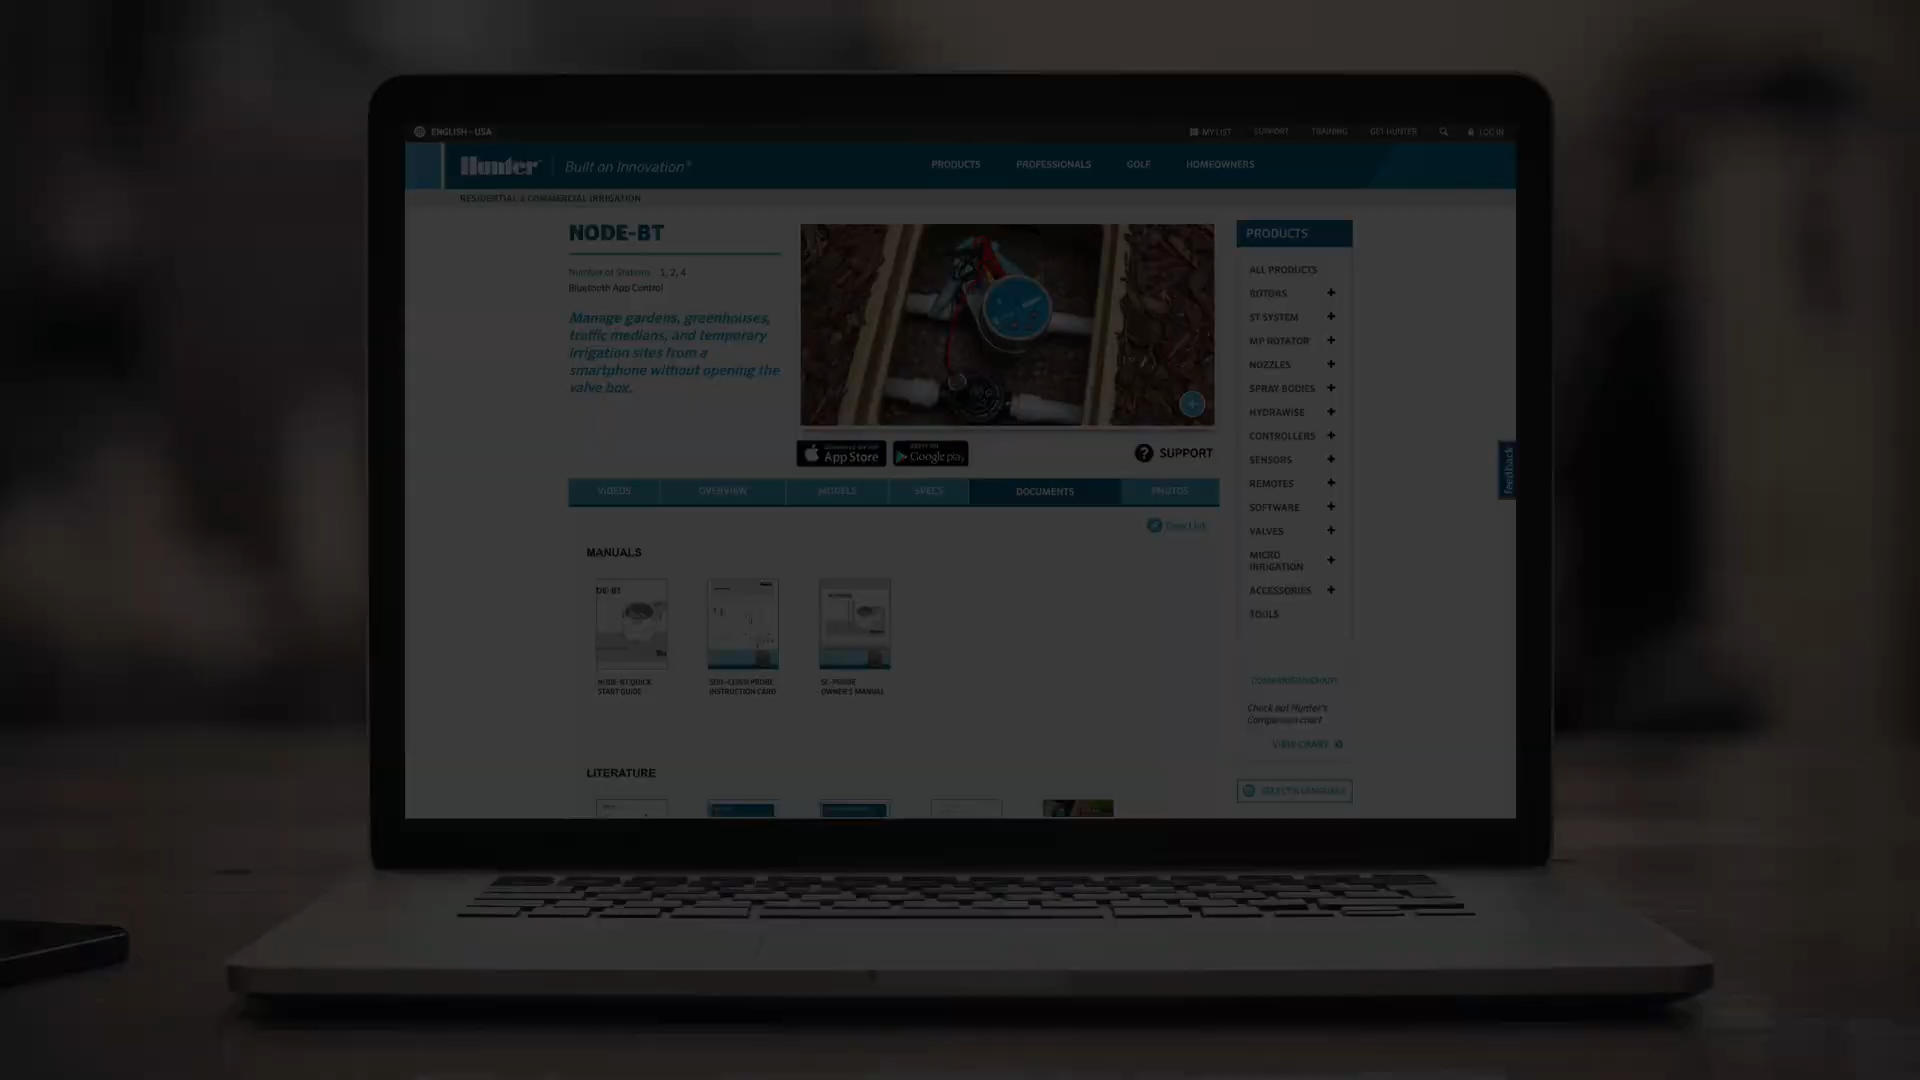 ENGLISH - USA
MY LIST SUPPORT TRAINING GET HUNTER LOG IN
Hunter Built on Innovation®
PRODUCTS PROFESSIONALS GOLF HOMEOWNERS
RESIDENTIAL & COMMERCIAL IRRIGATION
NODE-BT
Number of Stations 1, 2, 4
Bluetooth App Control
Manage gardens, greenhouses,
traffic medians, and temporary
irrigation sites from a
smartphone without opening the
valve box.
App Store
Google play
SUPPORT
VIDEOS OVERVIEW MODELS SPECS DOCUMENTS PHOTOS
MANUALS
NODE-BT QUICK
START GUIDE
SOIL-CLICK PROBE
INSTRUCTION CARD
SC-PROBE
OWNER'S MANUAL
LITERATURE
PRODUCTS
ALL PRODUCTS
ROTORS
ST SYSTEM
MP ROTATOR
NOZZLES
SPRAY BODIES
HYDRAWISE
CONTROLLERS
SENSORS
REMOTES
SOFTWARE
VALVES
MICRO
IRRIGATION
ACCESSORIES
TOOLS
Check out Hunter's
Comparison chart
VIEW CHART
SELECT A LANGUAGE
feedback